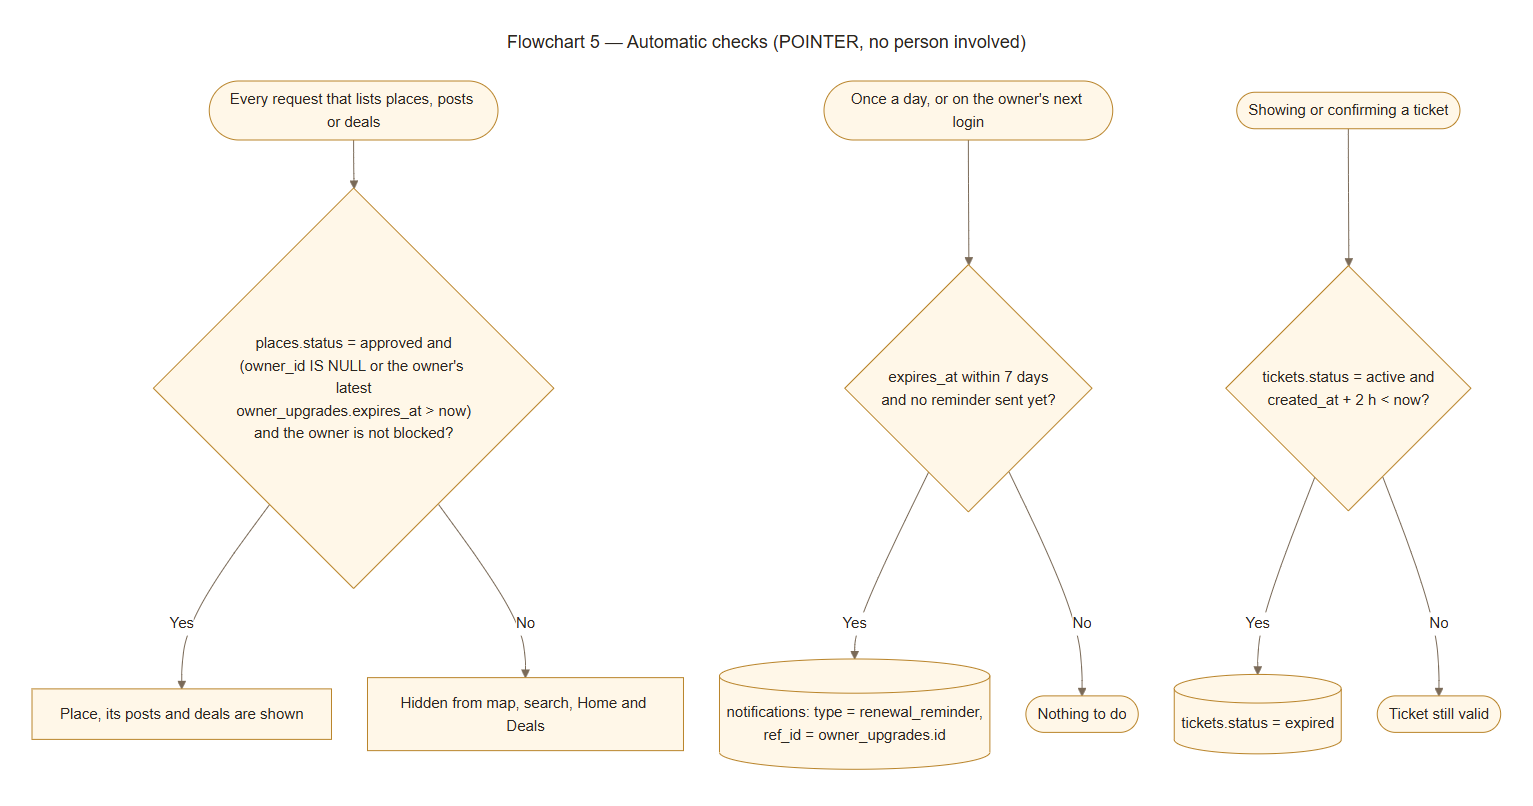 Flowchart 5 — Automatic checks (POINTER, no person involved)
Every request that lists places, posts
or deals
places.status = approved and
(owner_id IS NULL or the owner's
latest
owner_upgrades.expires_at > now)
and the owner is not blocked?
Yes
No
Place, its posts and deals are shown
Hidden from map, search, Home and
Deals
Once a day, or on the owner's next
login
expires_at within 7 days
and no reminder sent yet?
Yes
No
notifications: type = renewal_reminder,
ref_id = owner_upgrades.id
Nothing to do
Showing or confirming a ticket
tickets.status = active and
created_at + 2 h < now?
Yes
No
tickets.status = expired
Ticket still valid